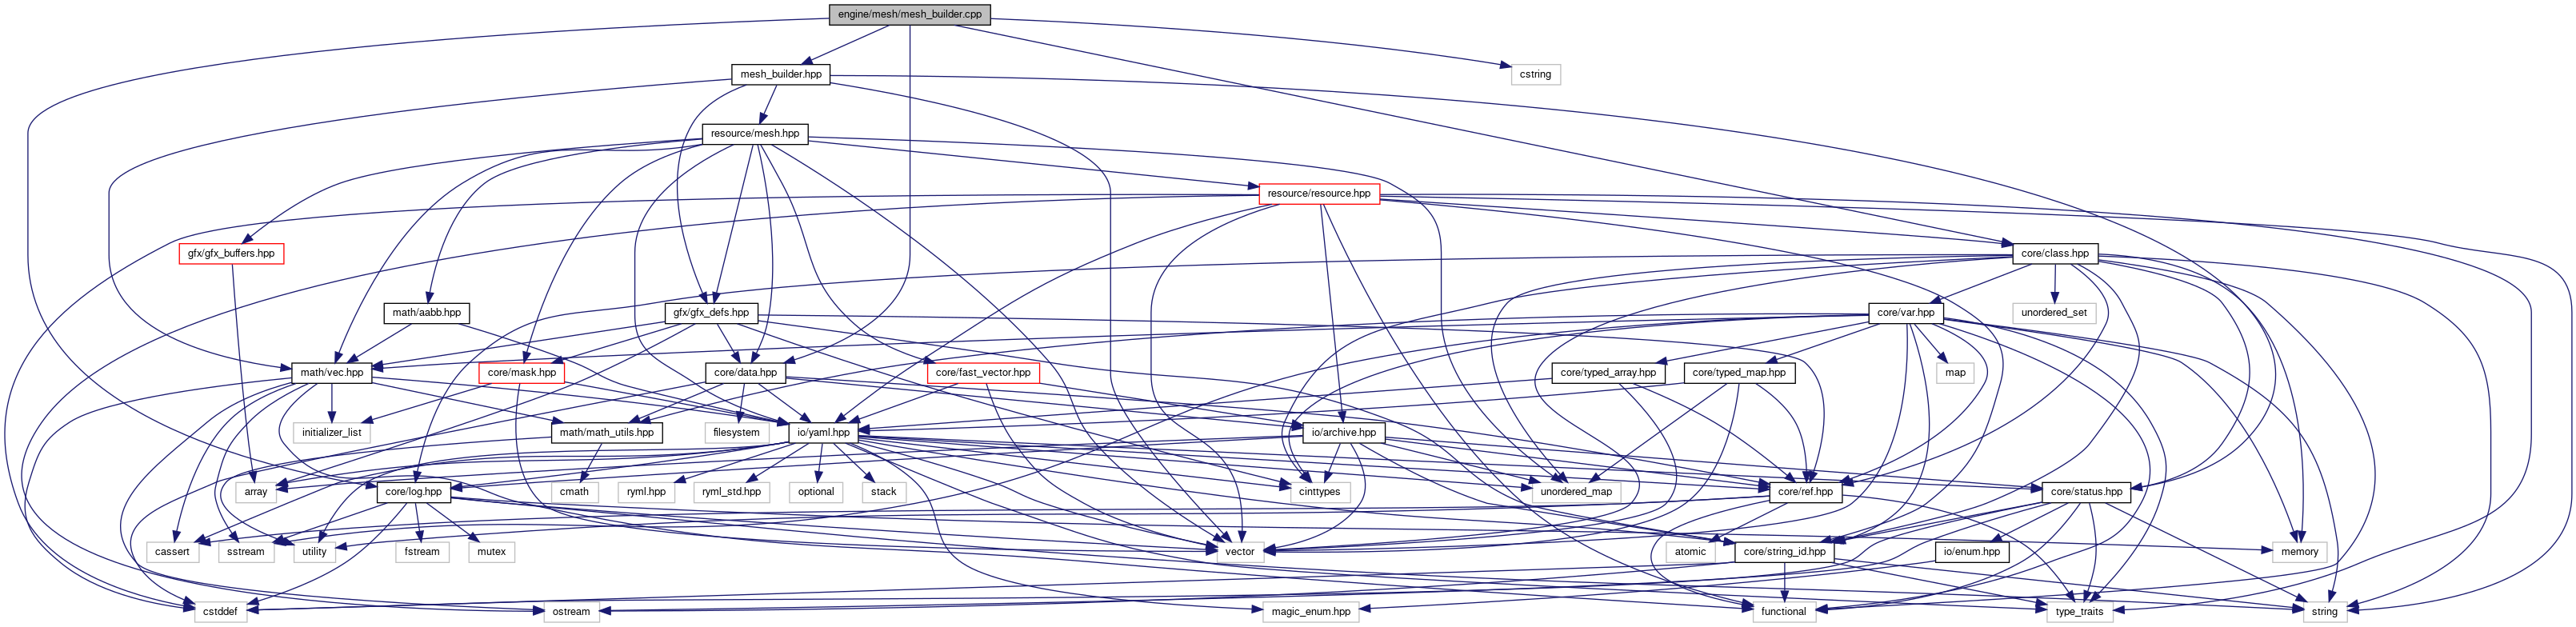 engine/mesh/mesh_builder.cpp
mesh_builder.hpp
cstring
resource/mesh.hpp
resource/resource.hpp
gfx/gfx_buffers.hpp
core/class.hpp
math/aabb.hpp
gfx/gfx_defs.hpp
unordered_set
core/var.hpp
math/vec.hpp
core/mask.hpp
core/data.hpp
core/fast_vector.hpp
core/typed_array.hpp
core/typed_map.hpp
map
initializer_list
math/math_utils.hpp
filesystem
io/yaml.hpp
io/archive.hpp
array
core/log.hpp
cmath
ryml.hpp
ryml_std.hpp
optional
stack
cinttypes
unordered_map
core/ref.hpp
core/status.hpp
cassert
sstream
utility
fstream
mutex
vector
atomic
core/string_id.hpp
io/enum.hpp
memory
cstddef
ostream
magic_enum.hpp
functional
type_traits
string